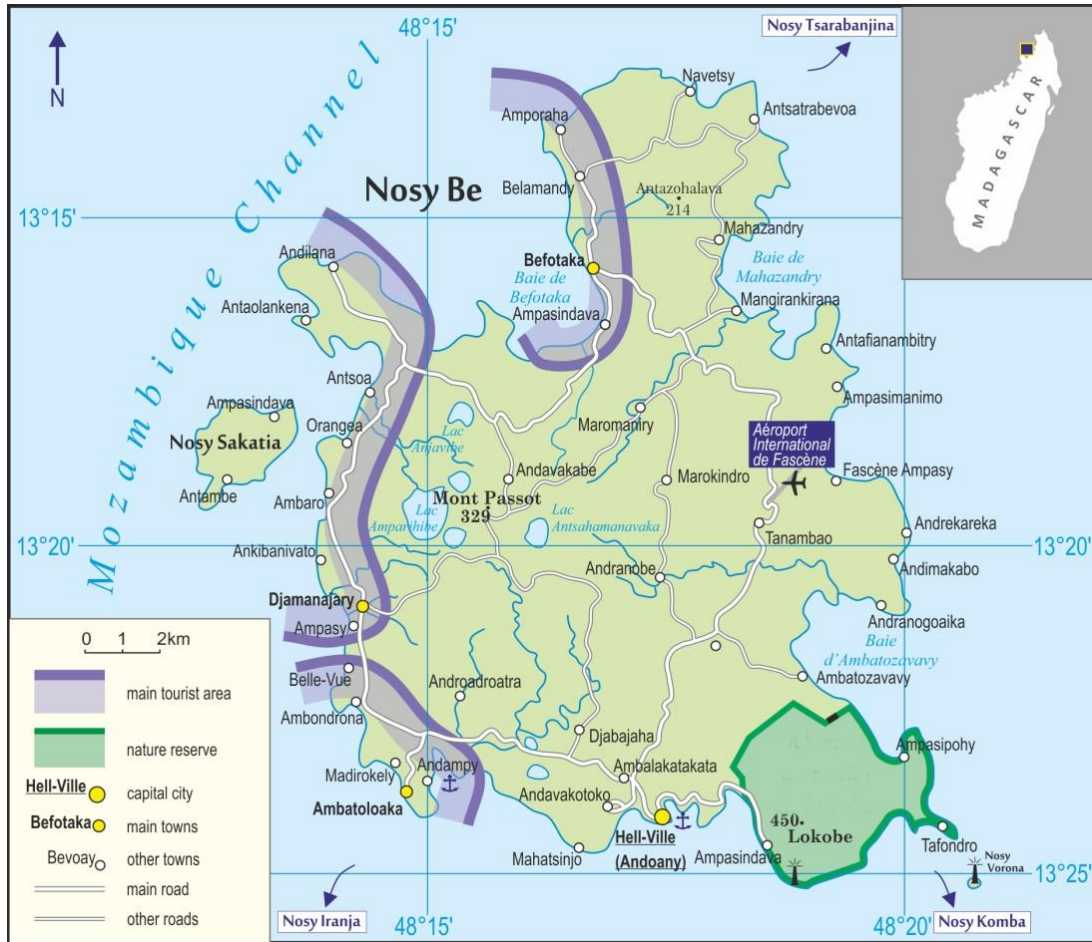 48°15'
Nosy Tsarabanjina
N
Navetsy
Antsatrabevoa
Amporaha
Belamandy
Nosy Be
Antazohalava
214
13°15'
MADAGASCAR
Mozambique Channel
Mahazandry
Andilana
Befotaka
Baie de
Befotaka
Baie de
Mahazandry
Antaolankena
Ampasindava
Mangirankirana
Antafianambitry
Antsoa
Ampasimanimo
Ampasindava
Nosy Sakatia
Orangea
Lac
Anjavibe
Maromaniry
Aéroport
International
de Fascène
Antambe
Ambaro
Andavakabe
Marokindro
Fascène Ampasy
Mont Passot
329
Lac
Amparihibe
Lac
Antsahamanavaka
Tanambao
Andrekareka
13°20'
13°20'
Ankibanivato
Andranobe
Andimakabo
Djamanajary
Ampasy
Andranogoaika
Baie
d'Ambatozavavy
0 1 2km
Belle-Vue
Androadroatra
Ambatozavavy
main tourist area
Ambondrona
Djabajaha
Ampasipohy
nature reserve
Madirokely
Andampy
Ambalakatakata
Hell-Ville
capital city
Ambatoloaka
Andavakotoko
450
Lokobe
Befotaka
main towns
Hell-Ville
(Andoany)
Tafondro
Bevoay
other towns
Mahatsinjo
Ampasindava
Nosy
Vorona
main road
13°25'
other roads
Nosy Iranja
48°15'
48°20'
Nosy Komba